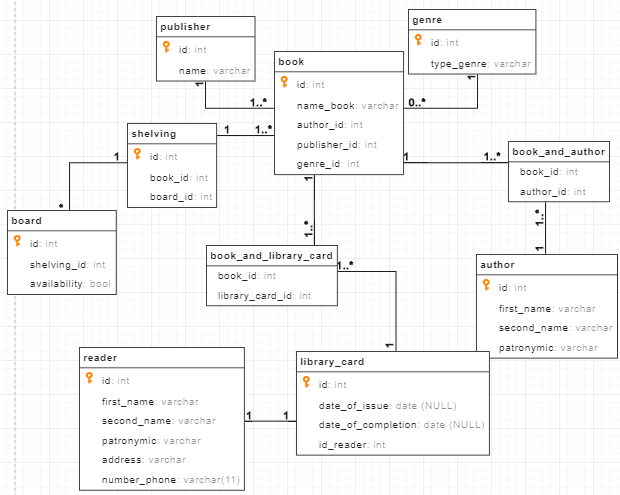 publisher
id: int
name: varchar
genre
id: int
type_genre: varchar
1
1..*
1
0..*
book
id: int
name_book: varchar
author_id: int
publisher_id: int
genre_id: int
shelving
id: int
book_id: int
board_id: int
1
1..*
1
*
board
id: int
shelving_id: int
availability: bool
1
1..*
book_and_author
book_id: int
author_id: int
1..*
1
author
id: int
first_name: varchar
second_name: varchar
patronymic: varchar
1
1..*
book_and_library_card
book_id: int
library_card_id: int
1..*
1
library_card
id: int
date_of_issue: date (NULL)
date_of_completion: date (NULL)
id_reader: int
1
1
reader
id: int
first_name: varchar
second_name: varchar
patronymic: varchar
address: varchar
number_phone: varchar(11)